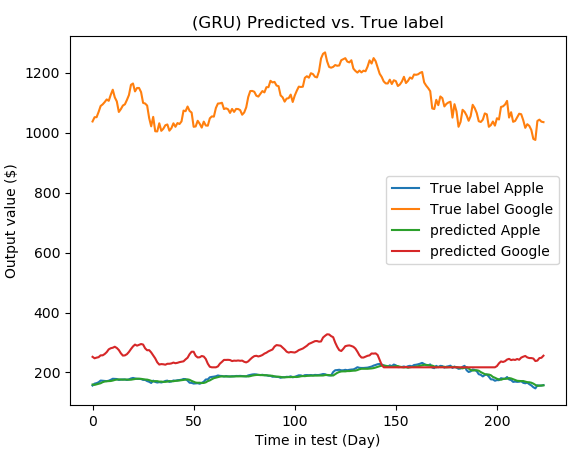 (GRU) Predicted vs. True label
Output value ($)
1200
1000
800
600
400
200
True label Apple
True label Google
predicted Apple
predicted Google
0
50
100
150
200
Time in test (Day)